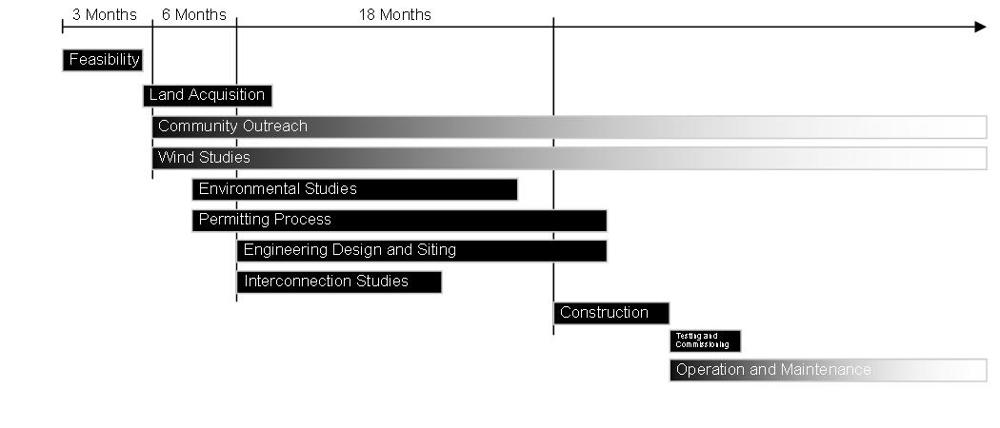 3 Months 6 Months 18 Months
Feasibility
Land Acquisition
Community Outreach
Wind Studies
Environmental Studies
Permitting Process
Engineering Design and Siting
Interconnection Studies
Construction
Testing and
Commissioning
Operation and Maintenance